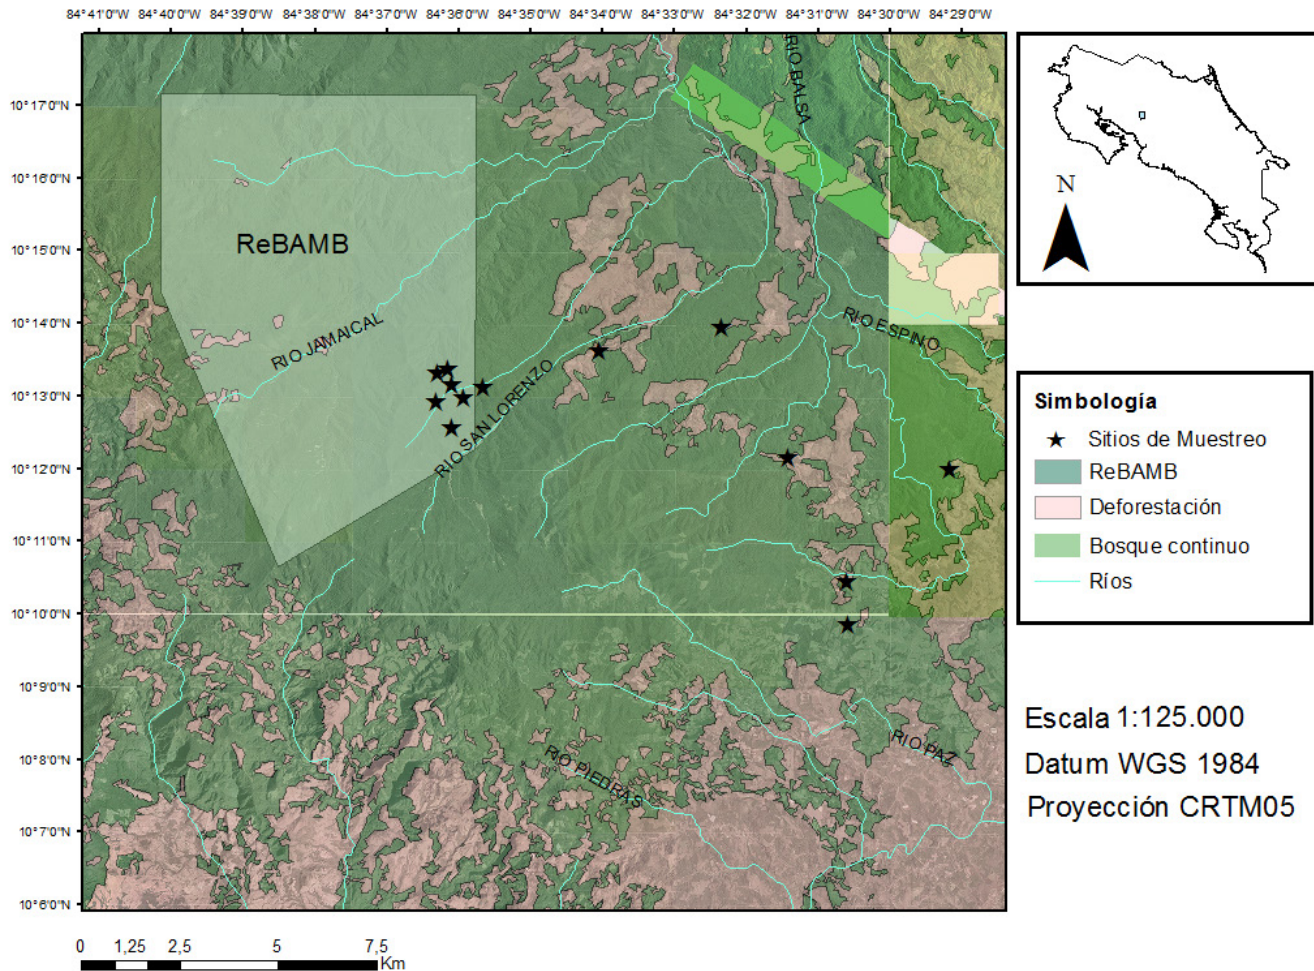 84°41'0"W 84°40'0"W 84°39'0"W 84°38'0"W 84°37'0"W 84°36'0"W 84°35'0"W 84°34'0"W 84°33'0"W 84°32'0"W 84°31'0"W 84°30'0"W 84°29'0"W
10°17'0"N
10°16'0"N
10°15'0"N
10°14'0"N
10°13'0"N
10°12'0"N
10°11'0"N
10°10'0"N
10°9'0"N
10°8'0"N
10°7'0"N
10°6'0"N
RIO BALSA
ReBAMB
RIO JAMAICAL
RIO ESPINO
RIO SAN LORENZO
RIO PAZ
RIO PIEDRAS
0 1,25 2,5 5 7,5
Km
N
Simbología
Sitios de Muestreo
ReBAMB
Deforestación
Bosque continuo
Ríos
Escala 1:125.000
Datum WGS 1984
Proyección CRTM05